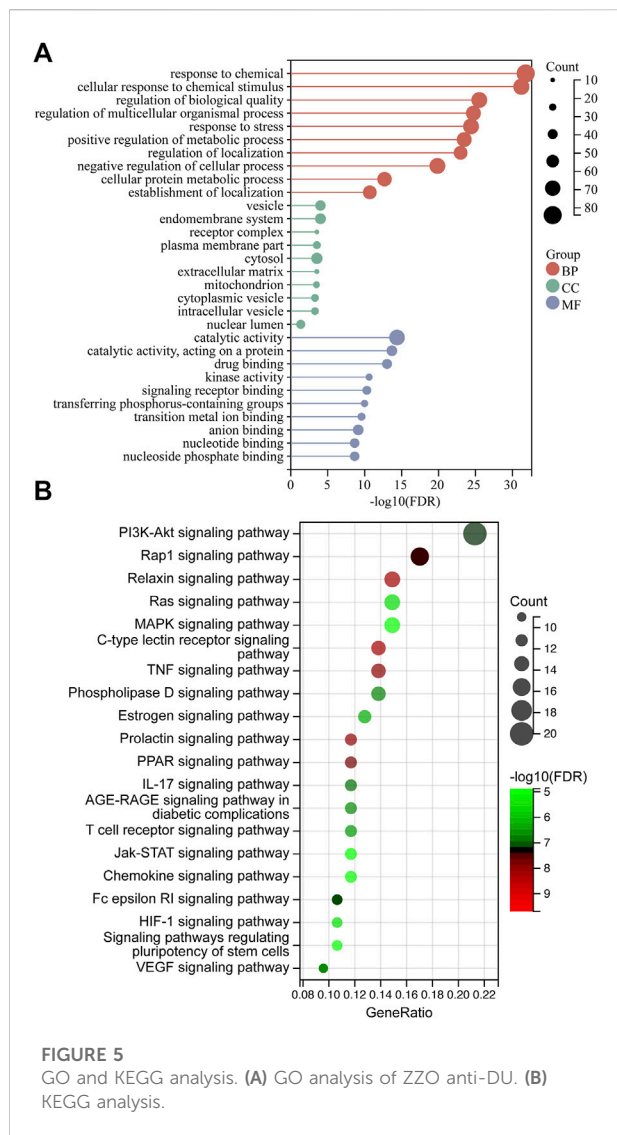 A
response to chemical
cellular response to chemical stimulus
regulation of biological quality
regulation of multicellular organismal process
response to stress
positive regulation of metabolic process
regulation of localization
negative regulation of cellular process
cellular protein metabolic process
establishment of localization
vesicle
endomembrane system
receptor complex
plasma membrane part
cytosol
extracellular matrix
mitochondrion
cytoplasmic vesicle
intracellular vesicle
nuclear lumen
catalytic activity
catalytic activity, acting on a protein
drug binding
kinase activity
signaling receptor binding
transferring phosphorus-containing groups
transition metal ion binding
anion binding
nucleotide binding
nucleoside phosphate binding
0 5 10 15 20 25 30
-log10(FDR)
Count
10
20
30
40
50
60
70
80
Group
BP
CC
MF
B
PI3K-Akt signaling pathway
Rap1 signaling pathway
Relaxin signaling pathway
Ras signaling pathway
MAPK signaling pathway
C-type lectin receptor signaling
pathway
TNF signaling pathway
Phospholipase D signaling pathway
Estrogen signaling pathway
Prolactin signaling pathway
PPAR signaling pathway
IL-17 signaling pathway
AGE-RAGE signaling pathway in
diabetic complications
T cell receptor signaling pathway
Jak-STAT signaling pathway
Chemokine signaling pathway
Fc epsilon RI signaling pathway
HIF-1 signaling pathway
Signaling pathways regulating
pluripotency of stem cells
VEGF signaling pathway
0.08 0.10 0.12 0.14 0.16 0.18 0.20 0.22
GeneRatio
Count
10
12
14
16
18
20
-log10(FDR)
5
6
7
8
9
FIGURE 5
GO and KEGG analysis. (A) GO analysis of ZZO anti-DU. (B)
KEGG analysis.